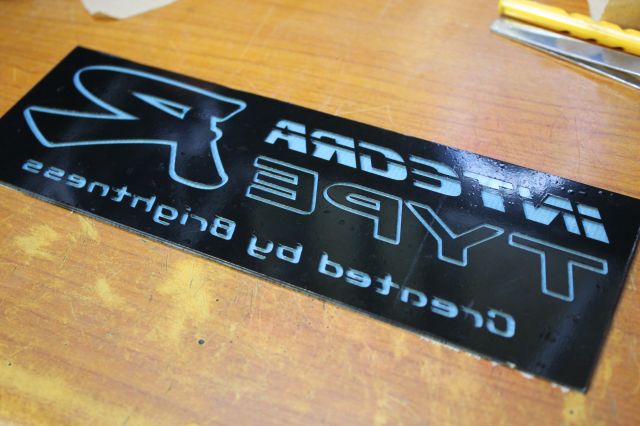 INTEGRA
TYPE R
Created by Brightness